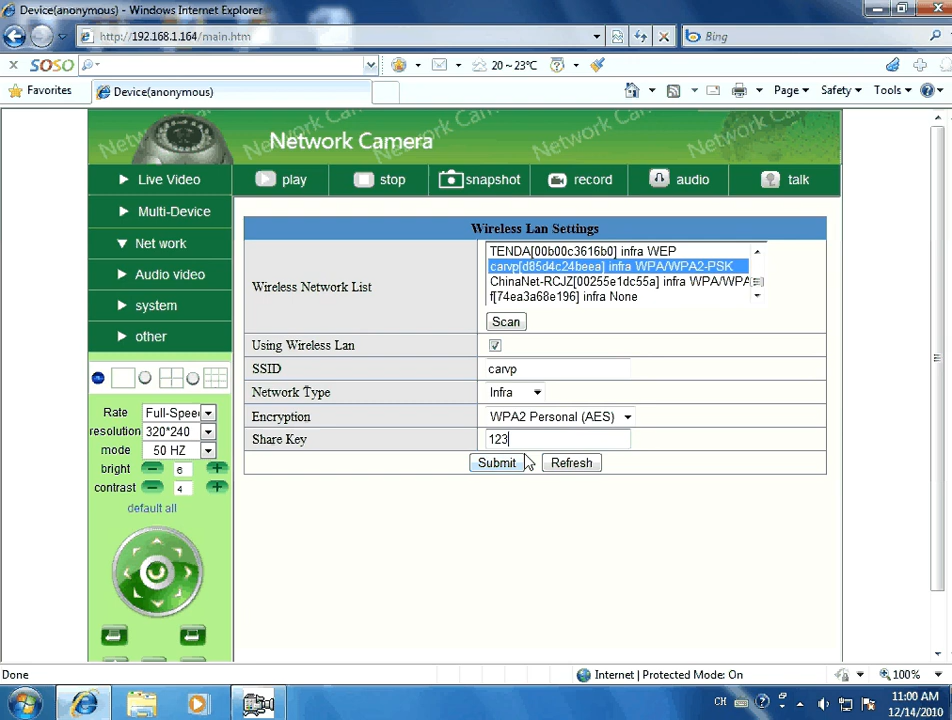 Device(anonymous) - Windows Internet Explorer
http://192.168.1.164/main.htm
Bing
SOSO
20~23℃
Favorites
Device(anonymous)
Page
Safety
Tools
Network Camera
Live Video
play
stop
snapshot
record
audio
talk
Multi-Device
Net work
Audio video
system
other
Wireless Lan Settings
Wireless Network List
TENDA[00b00c3616b0] infra WEP
carvp[d85d4c24beea] infra WPA/WPA2-PSK
ChinaNet-RCJZ[00255e1dc55a] infra WPA/WPA
f[74ea3a68e196] infra None
Scan
Using Wireless Lan
SSID
carvp
Network Type
Infra
Encryption
WPA2 Personal (AES)
Share Key
123
Submit
Refresh
Rate
Full-Spee
resolution
320*240
mode
50 HZ
bright
6
contrast
4
default all
Done
Internet | Protected Mode: On
100%
CH
11:00 AM
12/14/2010